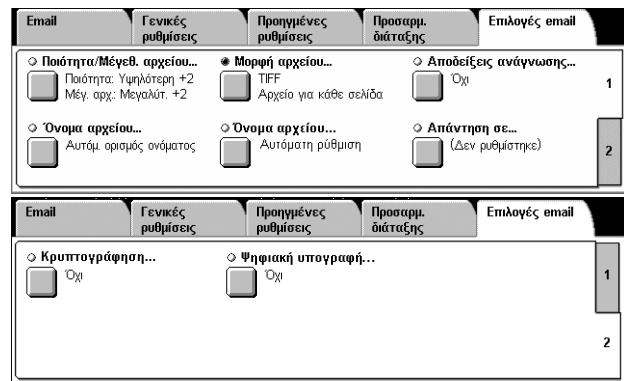 Email Γενικές ρυθμίσεις Προηγμένες ρυθμίσεις Προσαρμ. διάταξης Επιλογές email
Ποιότητα/Μέγεθ. αρχείου... Μορφή αρχείου... Αποδείξεις ανάγνωσης...
Ποιότητα: Υψηλότερη +2 TIFF Όχι
Μέγ. αρχ.: Μεγαλύτ. +2 Αρχείο για κάθε σελίδα
1
Όνομα αρχείου... Όνομα αρχείου... Απάντηση σε...
Αυτόμ. ορισμός ονόματος Αυτόματη ρύθμιση (Δεν ρυθμίστηκε)
2
Email Γενικές ρυθμίσεις Προηγμένες ρυθμίσεις Προσαρμ. διάταξης Επιλογές email
Κρυπτογράφηση... Ψηφιακή υπογραφή...
Όχι Όχι
1
2